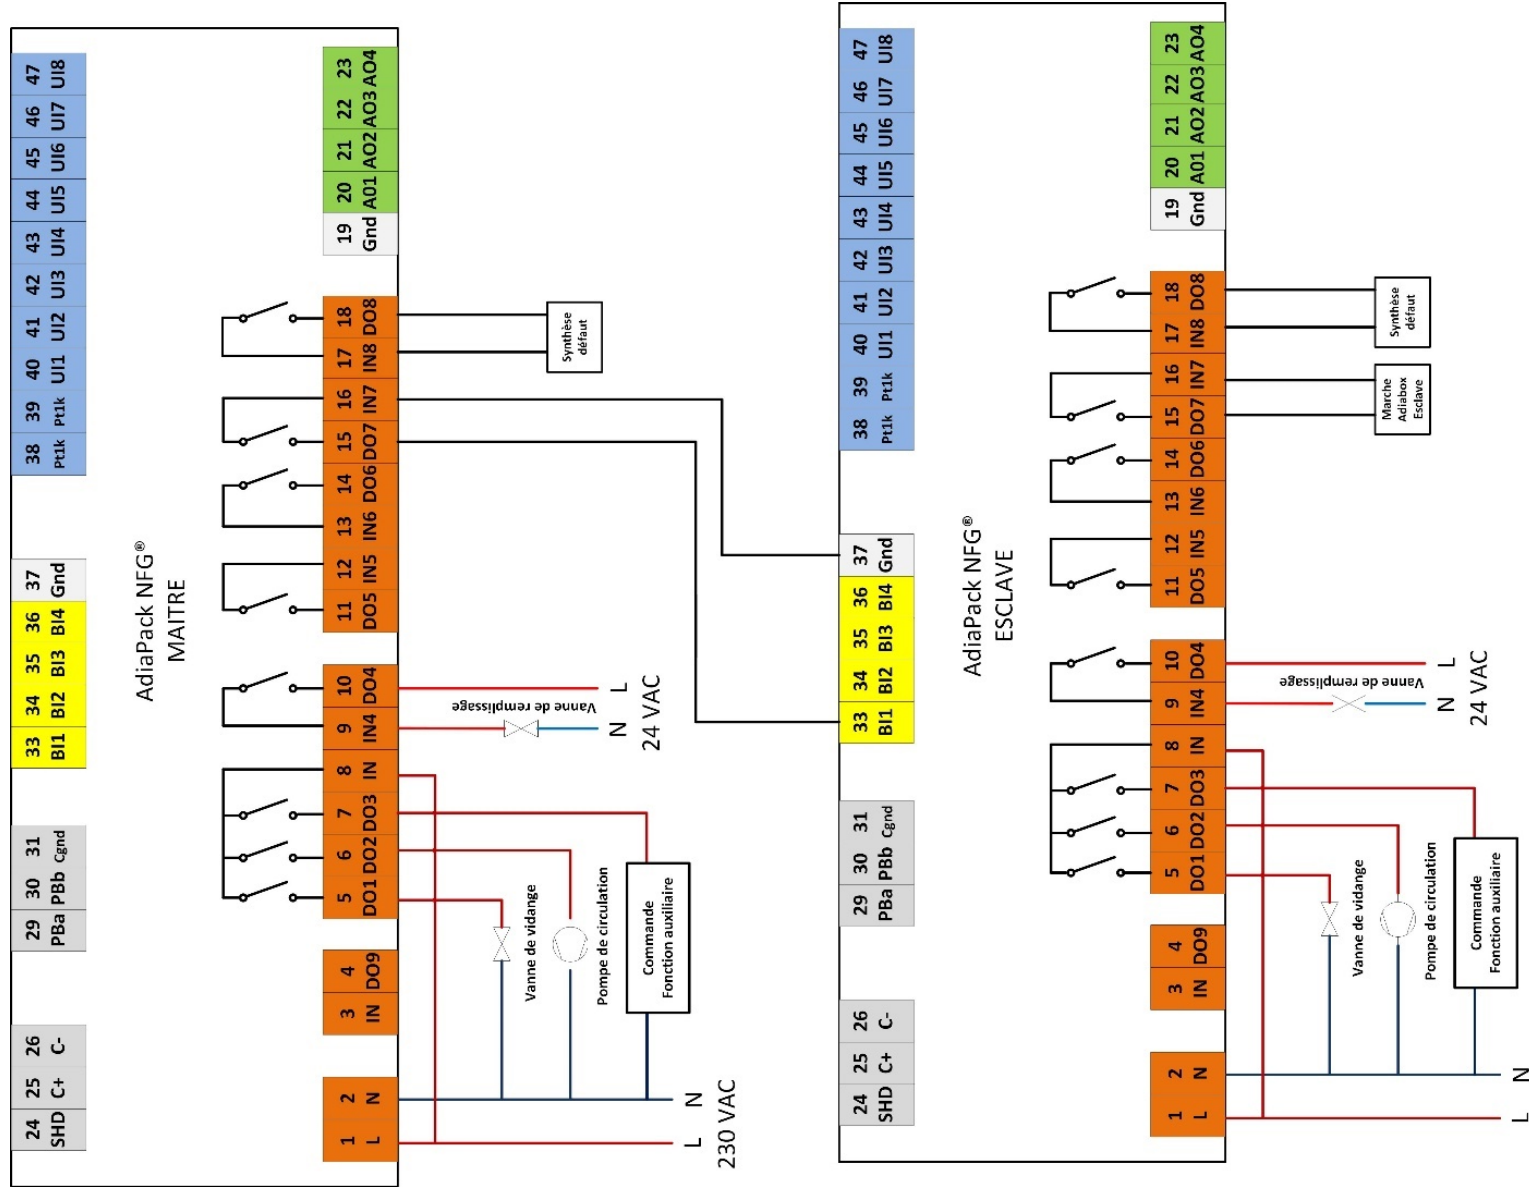 24 25 26 29 30 31 33 34 35 36 37 38 39 40 41 42 43 44 45 46 47
SHD C+ C- PBa PBb Cgnd BI1 BI2 BI3 BI4 Gnd Pt1k Pt1k UI1 UI2 UI3 UI4 UI5 UI6 UI7 UI8
AdiaPack NFG®
MAITRE
1 2 3 4 5 6 7 8 9 10 11 12 13 14 15 16 17 18 19 20 21 22 23
L N IN DO9 DO1 DO2 DO3 IN IN4 DO4 DO5 IN5 IN6 DO6 DO7 IN7 IN8 DO8 Gnd A01 AO2 AO3 AO4
Vanne de vidange
Pompe de circulation
Commande
Fonction auxiliaire
Vanne de remplissage
N L
24 VAC
Synthèse
défaut
L N
230 VAC
24 25 26 29 30 31 33 34 35 36 37 38 39 40 41 42 43 44 45 46 47
SHD C+ C- PBa PBb Cgnd BI1 BI2 BI3 BI4 Gnd Pt1k Pt1k UI1 UI2 UI3 UI4 UI5 UI6 UI7 UI8
AdiaPack NFG®
ESCLAVE
1 2 3 4 5 6 7 8 9 10 11 12 13 14 15 16 17 18 19 20 21 22 23
L N IN DO9 DO1 DO2 DO3 IN IN4 DO4 DO5 IN5 IN6 DO6 DO7 IN7 IN8 DO8 Gnd A01 AO2 AO3 AO4
Vanne de vidange
Pompe de circulation
Commande
Fonction auxiliaire
Vanne de remplissage
N L
24 VAC
Marche
Adiabox
Esclave
Synthèse
défaut
L N